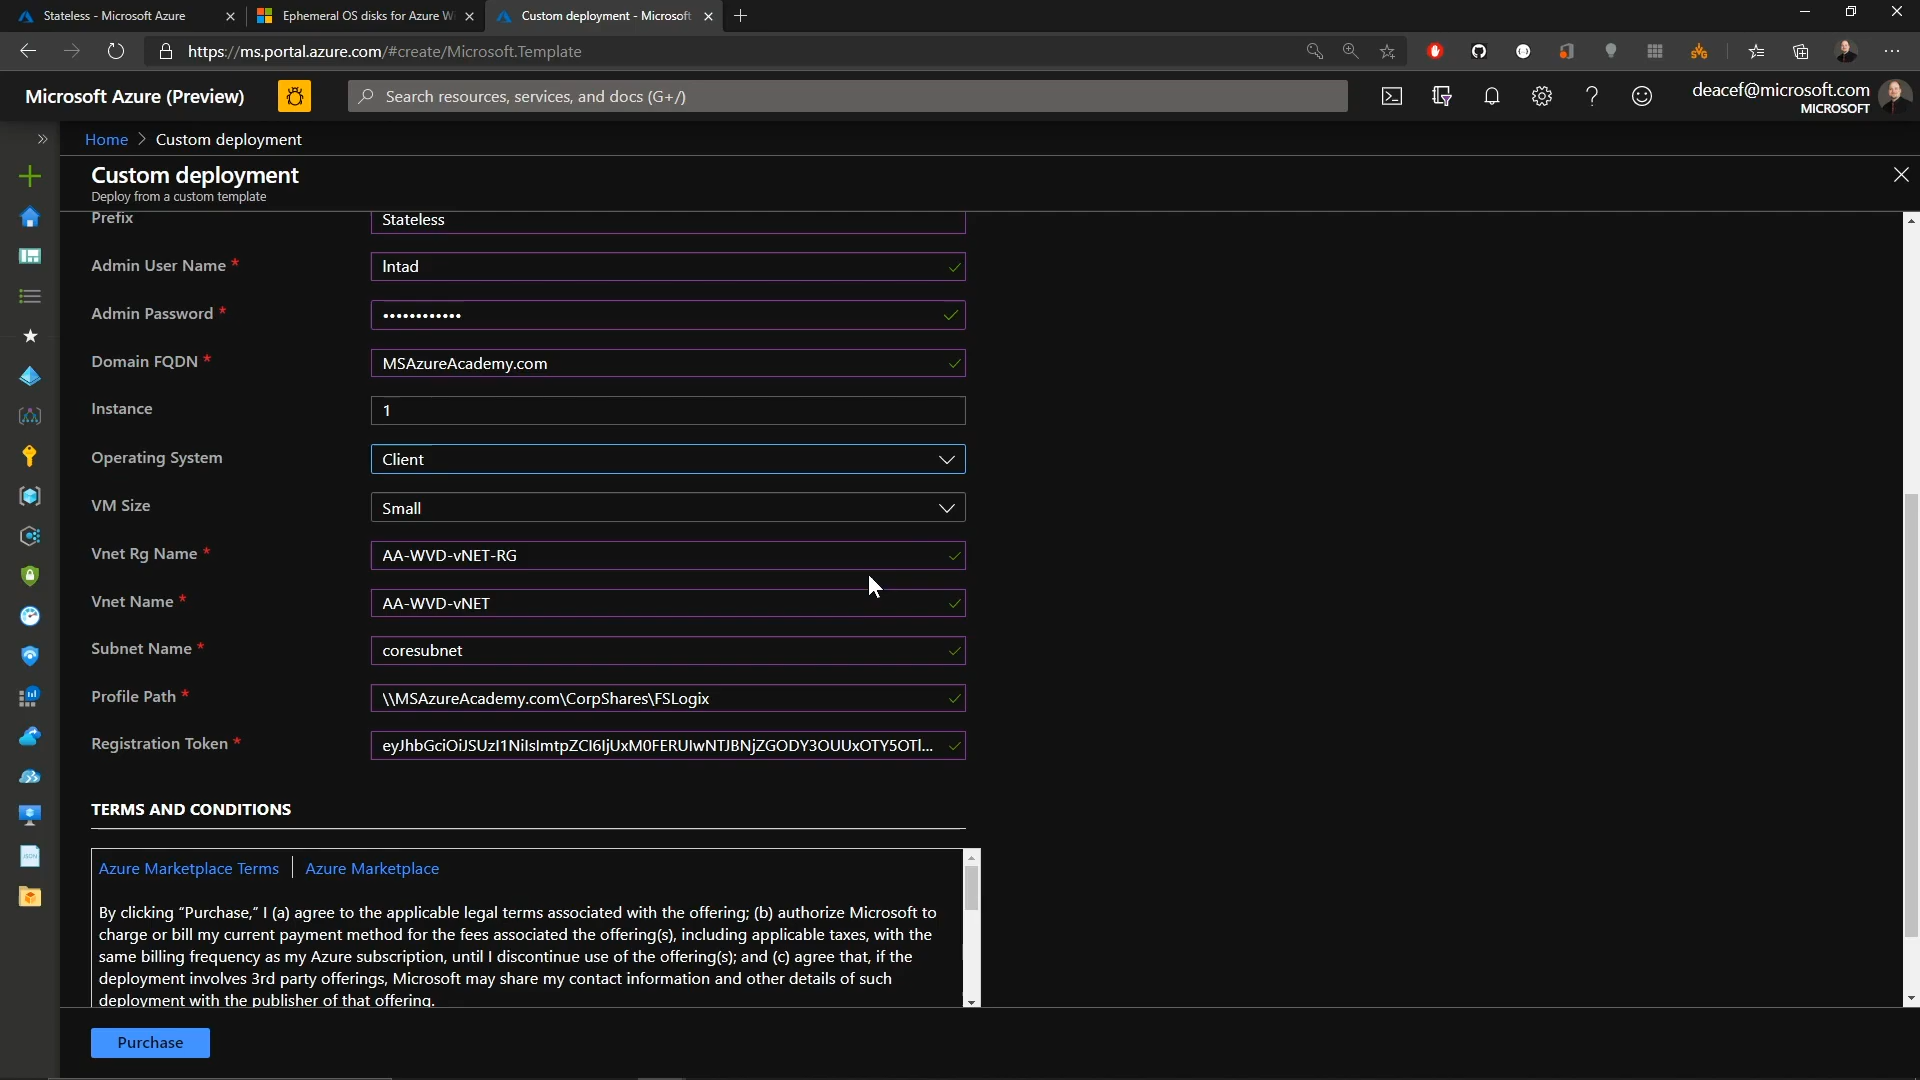 Stateless - Microsoft Azure
Ephemeral OS disks for Azure W
Custom deployment - Microsoft
https://ms.portal.azure.com/#create/Microsoft.Template
Microsoft Azure (Preview)
Search resources, services, and docs (G+/)
deacef@microsoft.com
MICROSOFT
Home > Custom deployment
Custom deployment
Deploy from a custom template
Prefix
Stateless
Admin User Name *
lntad
Admin Password *
••••••••••••
Domain FQDN *
MSAzureAcademy.com
Instance
1
Operating System
Client
VM Size
Small
Vnet Rg Name *
AA-WVD-vNET-RG
Vnet Name *
AA-WVD-vNET
Subnet Name *
coresubnet
Profile Path *
\\MSAzureAcademy.com\CorpShares\FSLogix
Registration Token *
TERMS AND CONDITIONS
Azure Marketplace Terms | Azure Marketplace
By clicking "Purchase," I (a) agree to the applicable legal terms associated with the offering; (b) authorize Microsoft to
charge or bill my current payment method for the fees associated the offering(s), including applicable taxes, with the
same billing frequency as my Azure subscription, until I discontinue use of the offering(s); and (c) agree that, if the
deployment involves 3rd party offerings, Microsoft may share my contact information and other details of such
deployment with the publisher of that offering.
Purchase